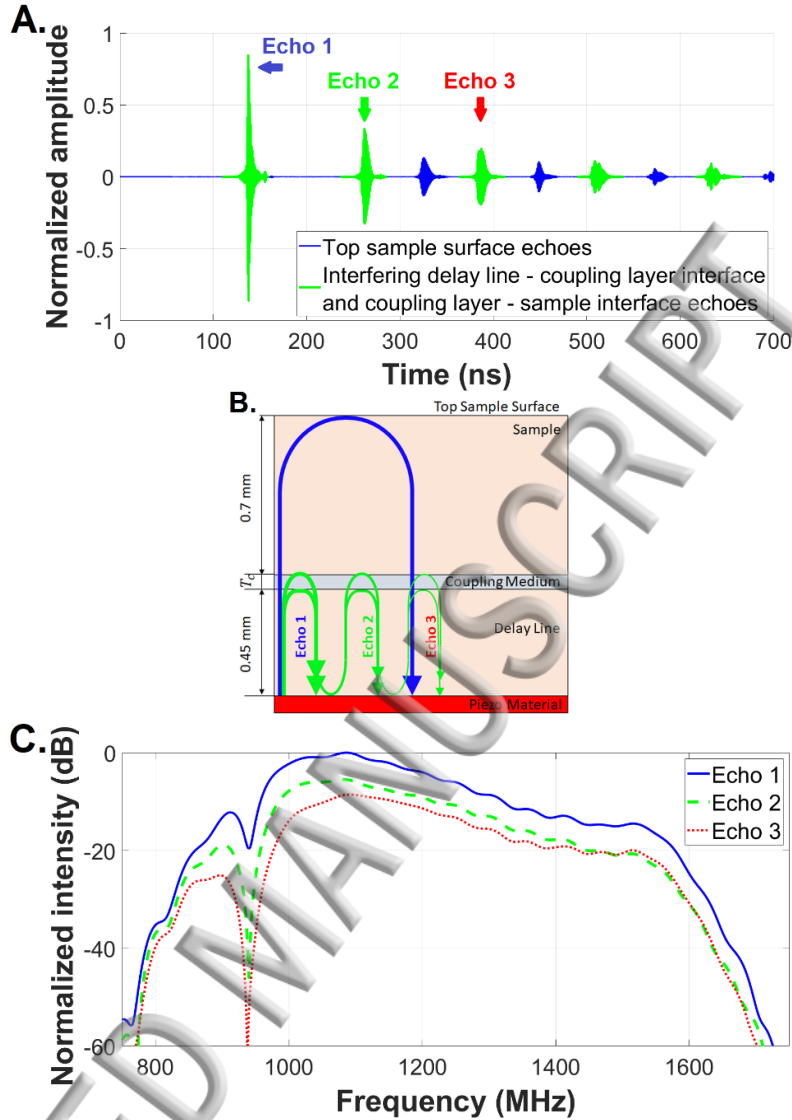 A.
Echo 1
Echo 2
Echo 3
Normalized amplitude
1
0.5
0
-0.5
-1
Top sample surface echoes
Interfering delay line - coupling layer interface
and coupling layer - sample interface echoes
0 100 200 300 400 500 600 700
Time (ns)
B.
Top Sample Surface
Sample
0.7 mm
Tc
Coupling Medium
0.45 mm
Echo 1
Echo 2
Echo 3
Delay Line
Piezo Material
C.
Normalized intensity (dB)
0
-20
-40
-60
Echo 1
Echo 2
Echo 3
800 1000 1200 1400 1600
Frequency (MHz)
ED MANUSCRIPT